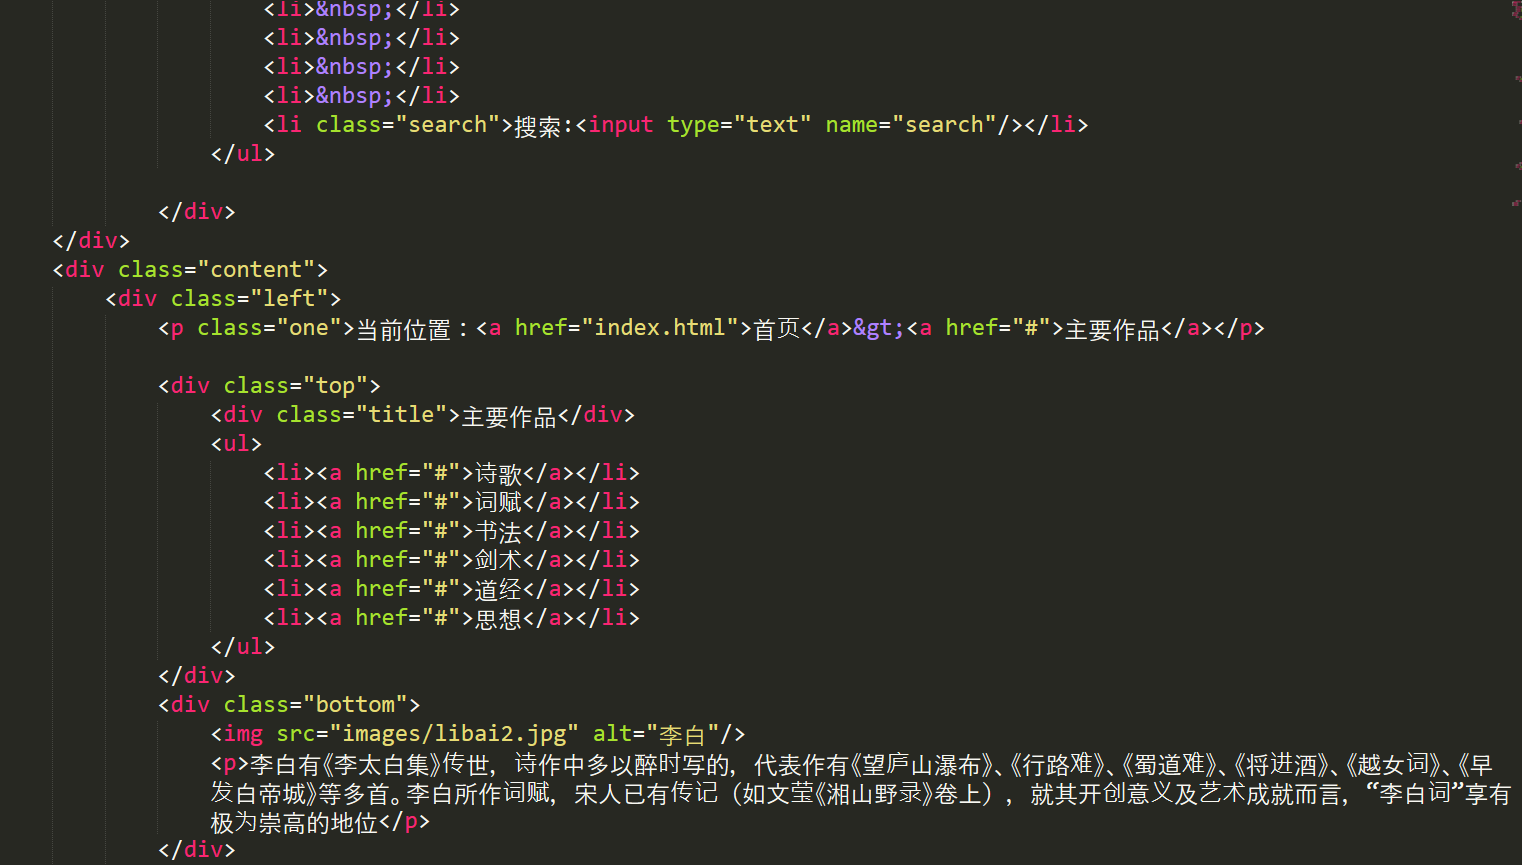 <li>&nbsp;</li>
<li>&nbsp;</li>
<li>&nbsp;</li>
<li>&nbsp;</li>
<li class="search">搜索:<input type="text" name="search"/></li>
</ul>
</div>
</div>
<div class="content">
<div class="left">
<p class="one">当前位置：<a href="index.html">首页</a>&gt;<a href="#">主要作品</a></p>
<div class="top">
<div class="title">主要作品</div>
<ul>
<li><a href="#">诗歌</a></li>
<li><a href="#">词赋</a></li>
<li><a href="#">书法</a></li>
<li><a href="#">剑术</a></li>
<li><a href="#">道经</a></li>
<li><a href="#">思想</a></li>
</ul>
</div>
<div class="bottom">
<img src="images/libai2.jpg" alt="李白"/>
<p>李白有《李太白集》传世，诗作中多以醉时写的，代表作有《望庐山瀑布》、《行路难》、《蜀道难》、《将进酒》、《越女词》、《早
发白帝城》等多首。李白所作词赋，宋人已有传记（如文莹《湘山野录》卷上），就其开创意义及艺术成就而言，“李白词”享有
极为崇高的地位</p>
</div>